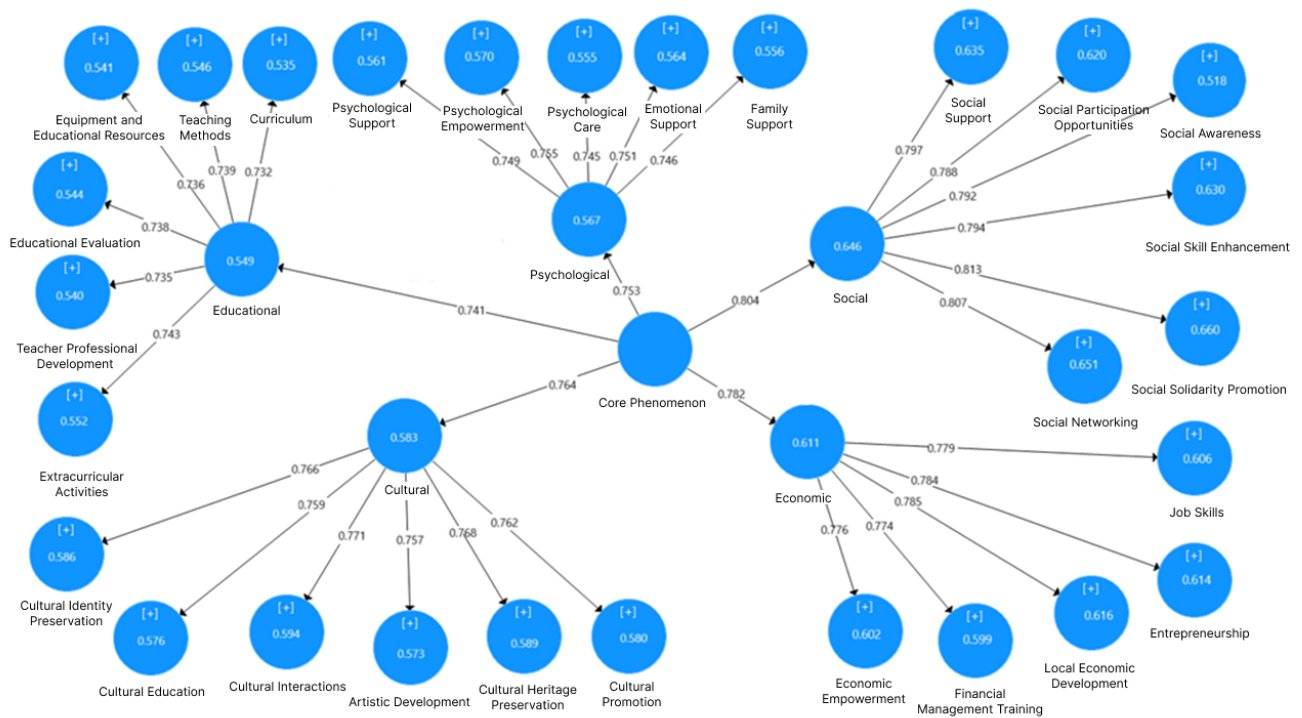 [+]
0.541
Equipment and
Educational Resources
[+]
0.546
Teaching
Methods
[+]
0.535
Curriculum
[+]
0.561
Psychological
Support
[+]
0.570
Psychological
Empowerment
[+]
0.555
Psychological
Care
[+]
0.564
Emotional
Support
[+]
0.556
Family
Support
[+]
0.635
Social
Support
[+]
0.620
Social Participation
Opportunities
[+]
0.518
Social Awareness
[+]
0.544
Educational Evaluation
0.736
0.739
0.732
0.738
0.735
0.743
0.549
Educational
[+]
0.540
Teacher Professional
Development
[+]
0.552
Extracurricular
Activities
0.749
0.755
0.745
0.751
0.746
0.567
Psychological
0.753
0.741
0.797
0.788
0.792
0.794
0.813
0.807
0.646
Social
0.804
[+]
0.630
Social Skill Enhancement
[+]
0.660
Social Solidarity Promotion
[+]
0.651
Social Networking
Core Phenomenon
0.764
0.782
0.583
Cultural
0.766
0.759
0.771
0.757
0.768
0.762
[+]
0.586
Cultural Identity
Preservation
[+]
0.576
Cultural Education
[+]
0.594
Cultural Interactions
[+]
0.573
Artistic Development
[+]
0.589
Cultural Heritage
Preservation
[+]
0.580
Cultural
Promotion
0.611
Economic
0.779
0.784
0.785
0.774
0.776
[+]
0.606
Job Skills
[+]
0.614
Entrepreneurship
[+]
0.616
Local Economic
Development
[+]
0.599
Financial
Management Training
[+]
0.602
Economic
Empowerment